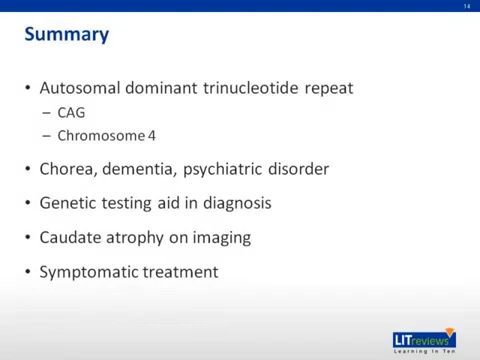 14
Summary
• Autosomal dominant trinucleotide repeat
– CAG
– Chromosome 4
• Chorea, dementia, psychiatric disorder
• Genetic testing aid in diagnosis
• Caudate atrophy on imaging
• Symptomatic treatment
LITreviews
Learning In Ten